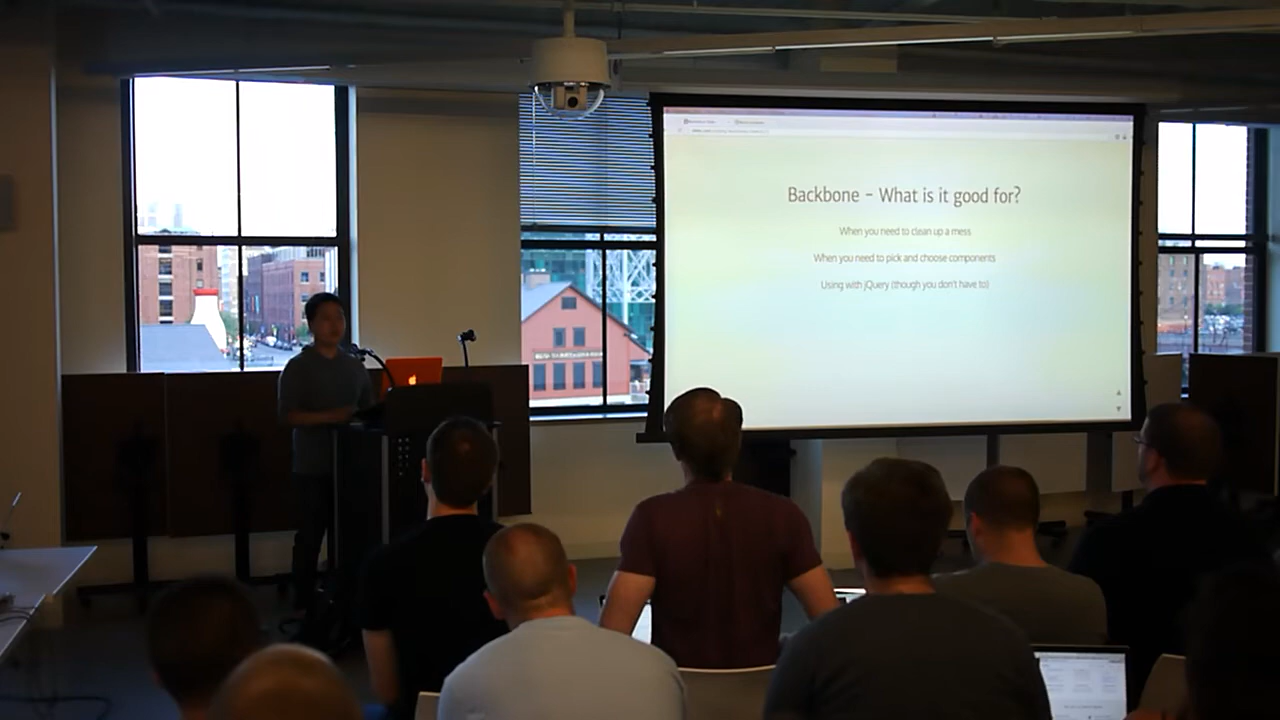 Backbone - What is it good for?
When you need to clean up a mess
When you need to pick and choose components
Using with jQuery (though you don't have to)